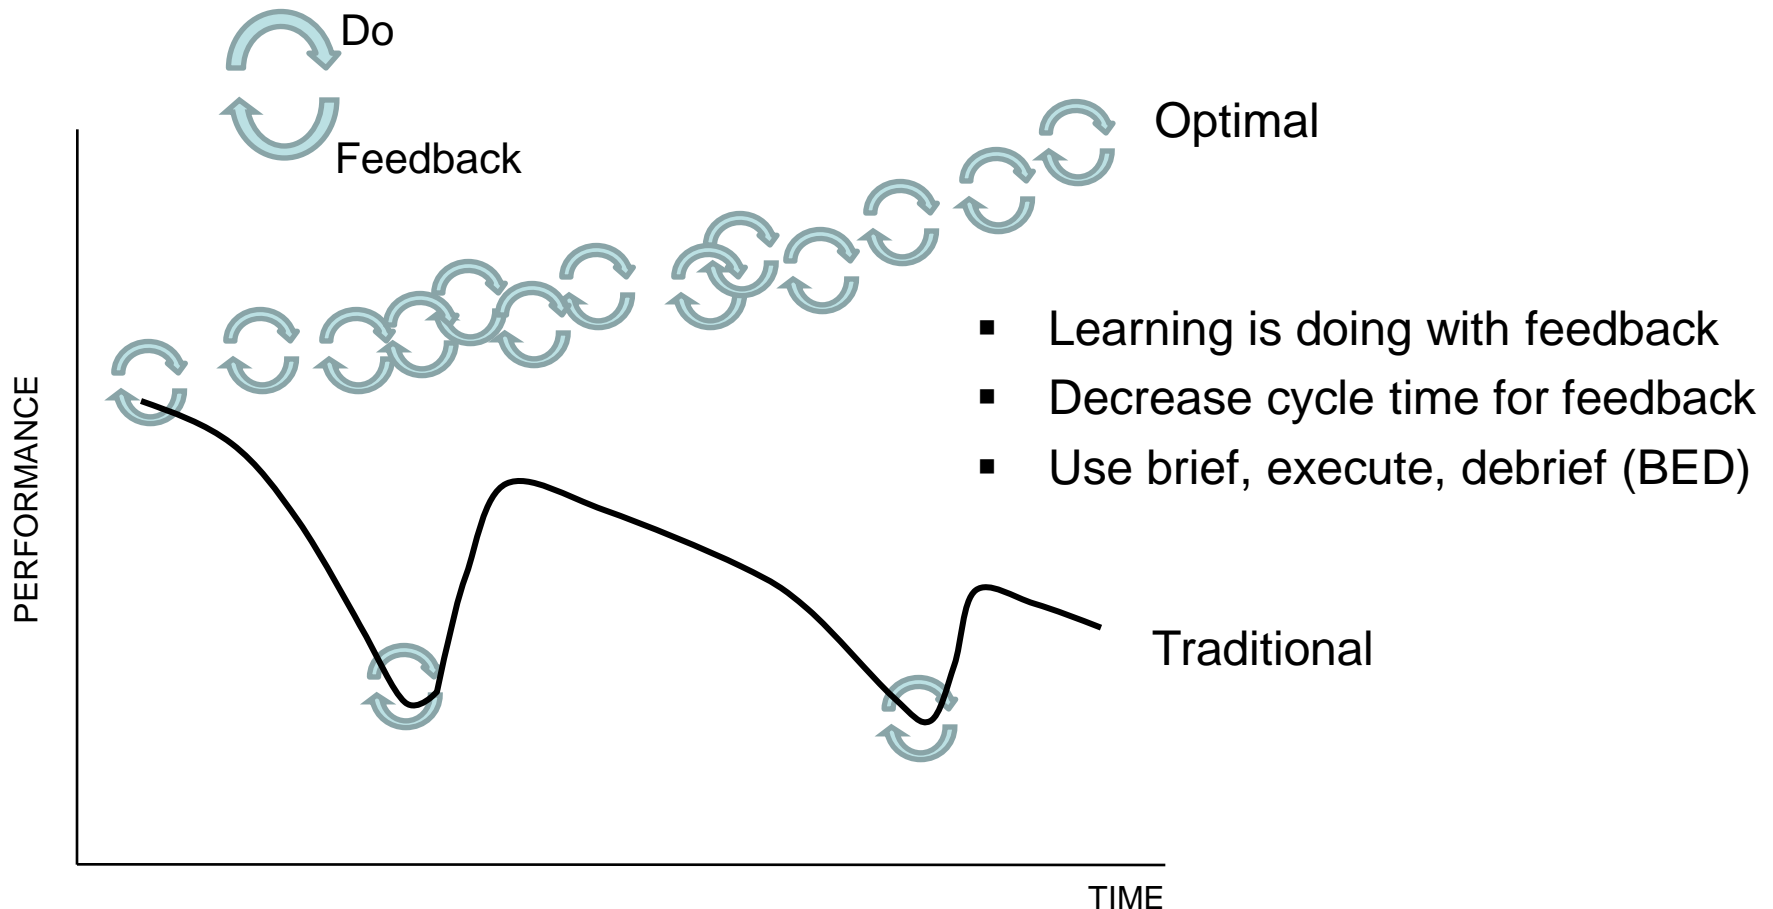 Do
Feedback
Optimal
▪ Learning is doing with feedback
▪ Decrease cycle time for feedback
▪ Use brief, execute, debrief (BED)
PERFORMANCE
Traditional
TIME